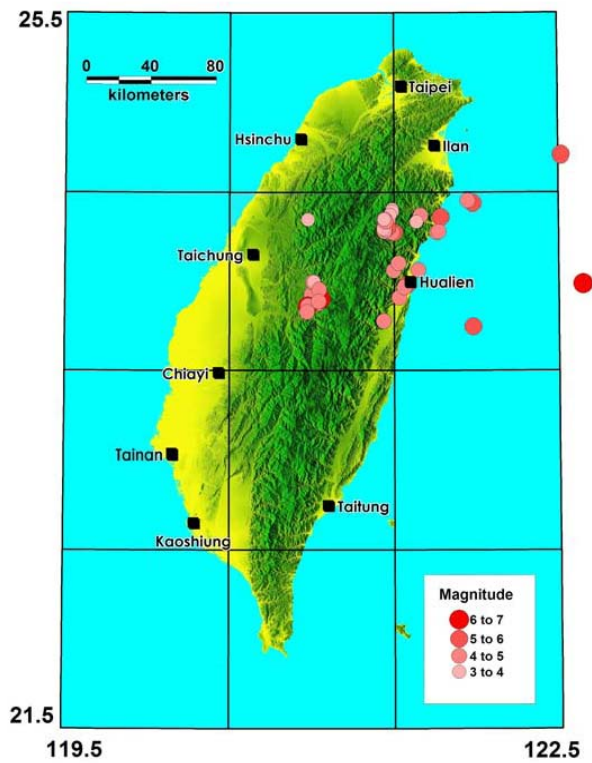 25.5
0 40 80
kilometers
Taipei
Hsinchu
Ilan
Taichung
Hualien
Chiayi
Tainan
Taitung
Kaoshiung
Magnitude
6 to 7
5 to 6
4 to 5
3 to 4
21.5
119.5
122.5